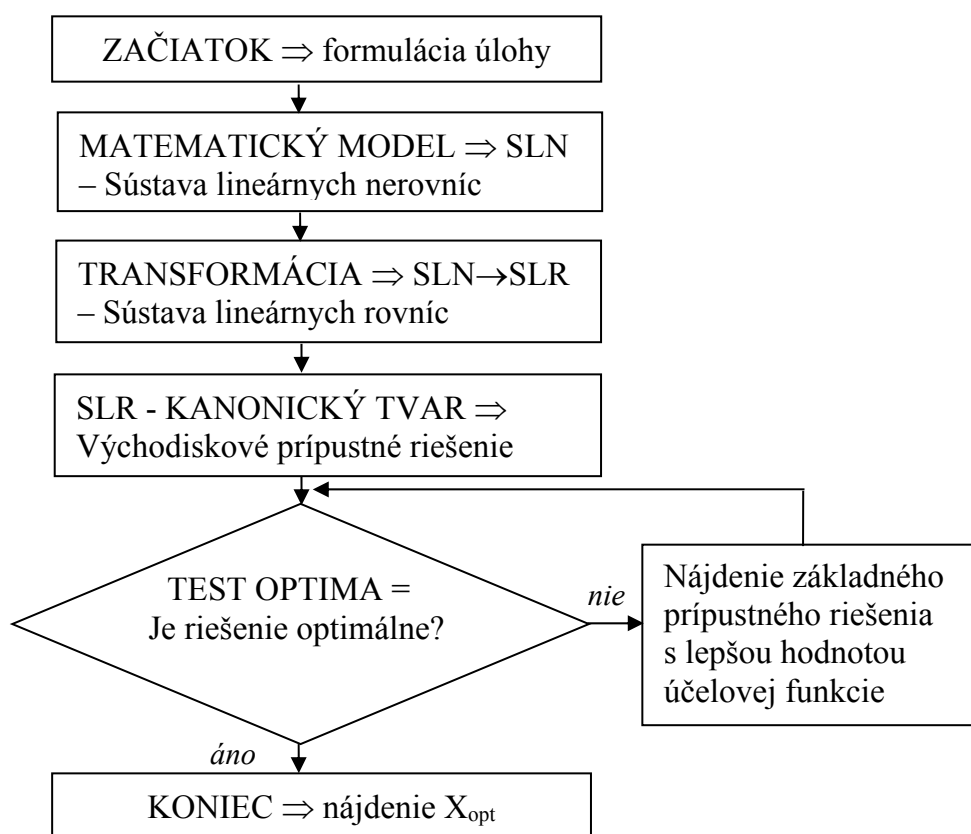 ZAČIATOK ⇒ formulácia úlohy
MATEMATICKÝ MODEL ⇒ SLN
– Sústava lineárnych nerovníc
TRANSFORMÁCIA ⇒ SLN→SLR
– Sústava lineárnych rovníc
SLR - KANONICKÝ TVAR ⇒
Východiskové prípustné riešenie
TEST OPTIMA =
Je riešenie optimálne?
nie
Nájdenie základného
prípustného riešenia
s lepšou hodnotou
účelovej funkcie
áno
KONIEC ⇒ nájdenie Xopt